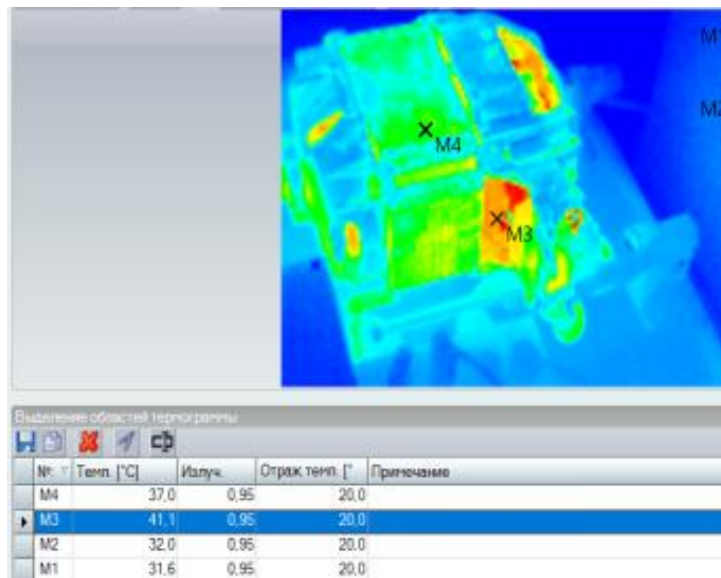 M1
M2
M4
M3
Выделение областей термограммы
№ Темп. [°C] Излуч. Отраж. темп. [° Примечание
M4 37,0 0,95 20,0
M3 41,1 0,95 20,0
M2 32,0 0,95 20,0
M1 31,6 0,95 20,0